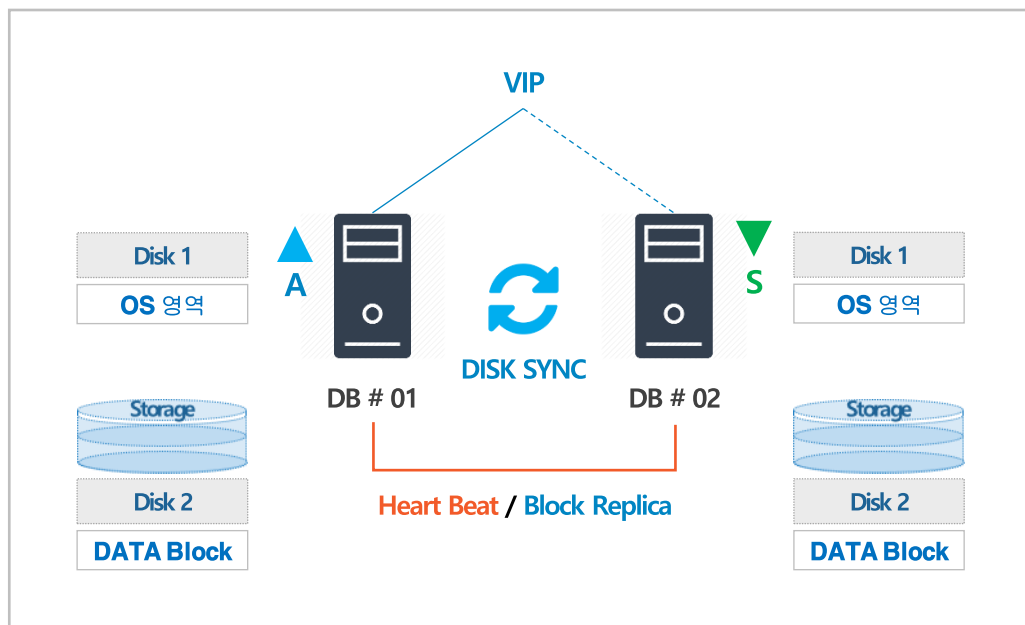 VIP
Disk 1
OS 영역
A
S
Disk 1
OS 영역
DISK SYNC
DB # 01
DB # 02
Storage
Disk 2
DATA Block
Heart Beat / Block Replica
Storage
Disk 2
DATA Block